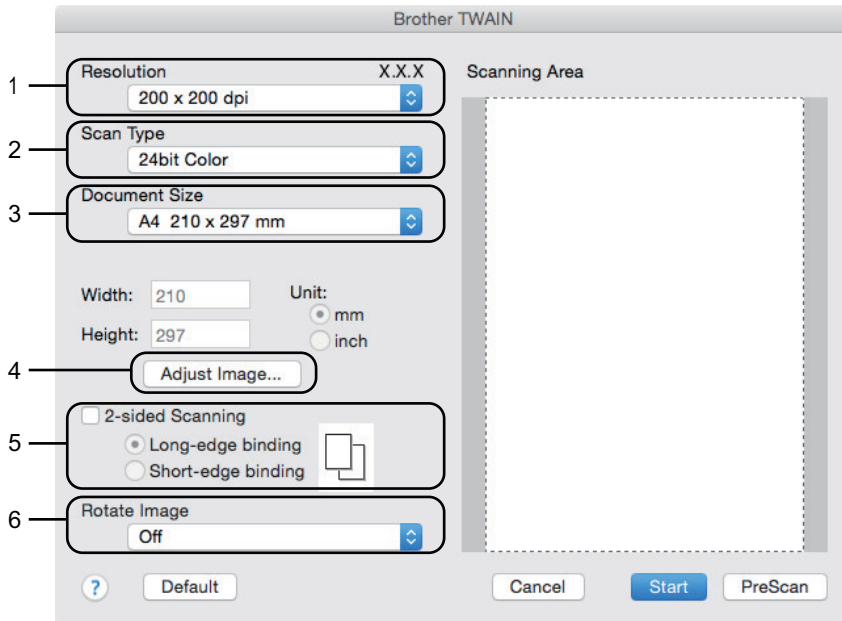 Brother TWAIN
1
Resolution X.X.X
200 x 200 dpi
2
Scan Type
24bit Color
3
Document Size
A4 210 x 297 mm
Width: 210
Height: 297
Unit:
mm
inch
4
Adjust Image...
5
2-sided Scanning
Long-edge binding
Short-edge binding
6
Rotate Image
Off
? Default
Scanning Area
Cancel Start PreScan